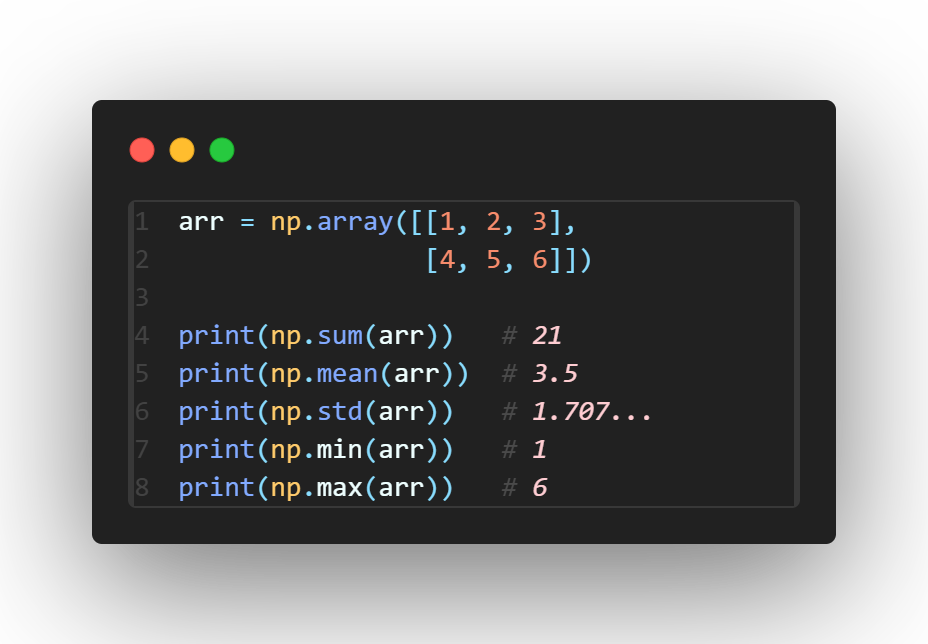 1 arr = np.array([[1, 2, 3],
2                 [4, 5, 6]])
3
4 print(np.sum(arr))   # 21
5 print(np.mean(arr))  # 3.5
6 print(np.std(arr))   # 1.707...
7 print(np.min(arr))   # 1
8 print(np.max(arr))   # 6